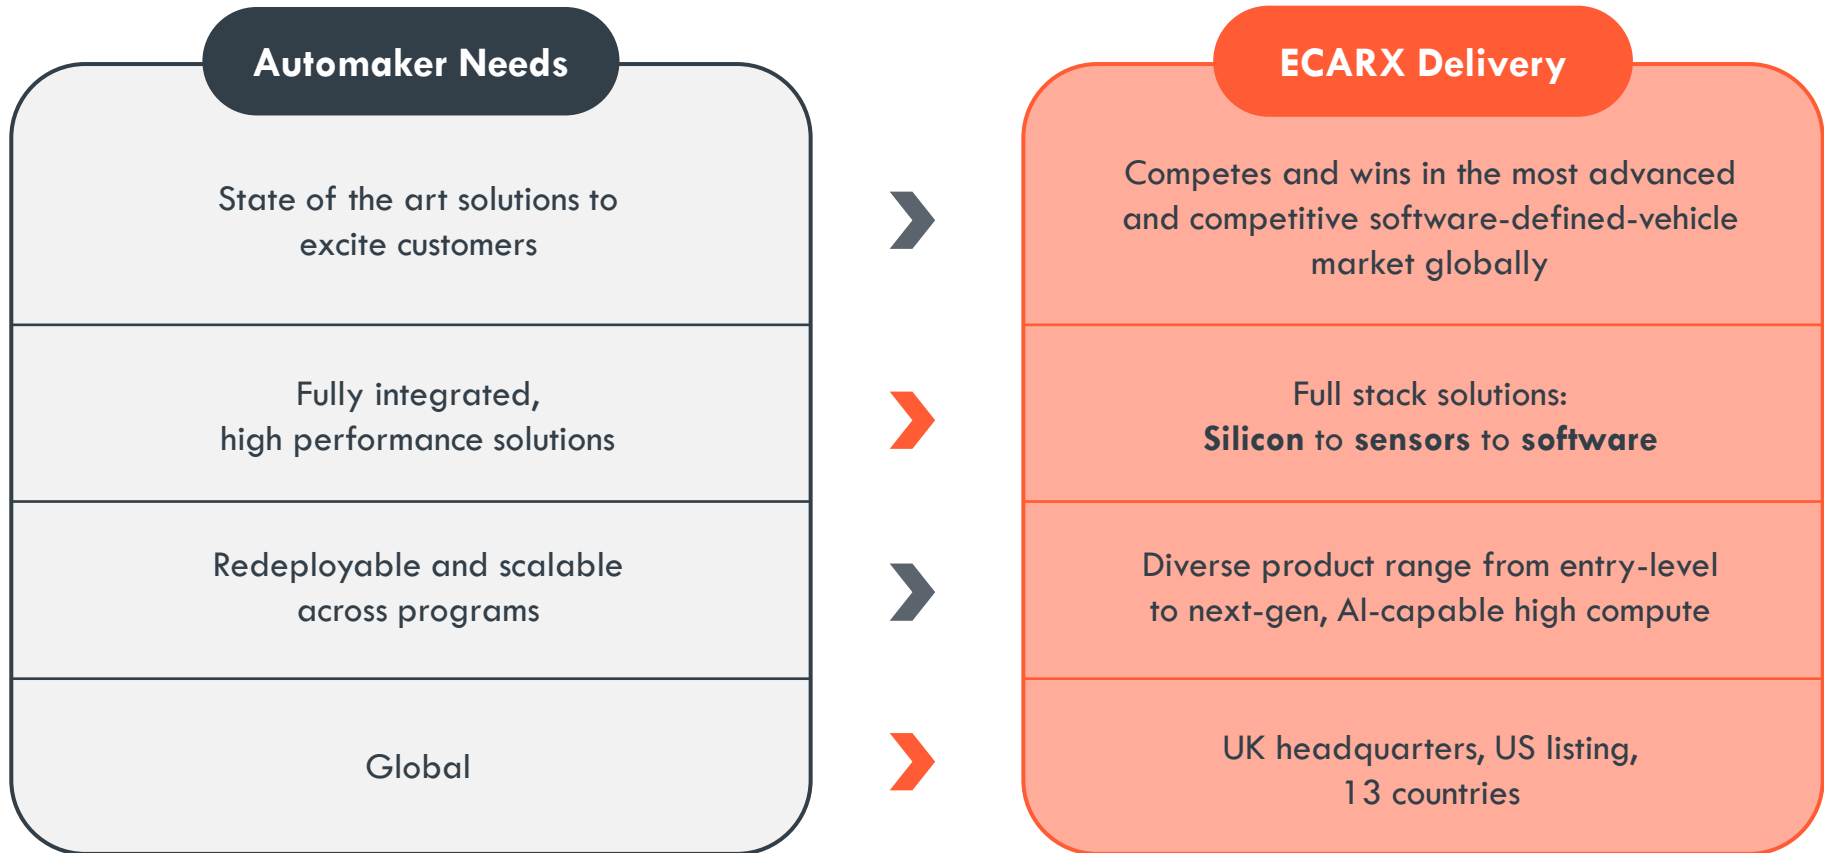 Automaker Needs
ECARX Delivery
State of the art solutions to
excite customers
Competes and wins in the most advanced
and competitive software-defined-vehicle
market globally
Fully integrated,
high performance solutions
Full stack solutions:
Silicon to sensors to software
Redeployable and scalable
across programs
Diverse product range from entry-level
to next-gen, AI-capable high compute
Global
UK headquarters, US listing,
13 countries